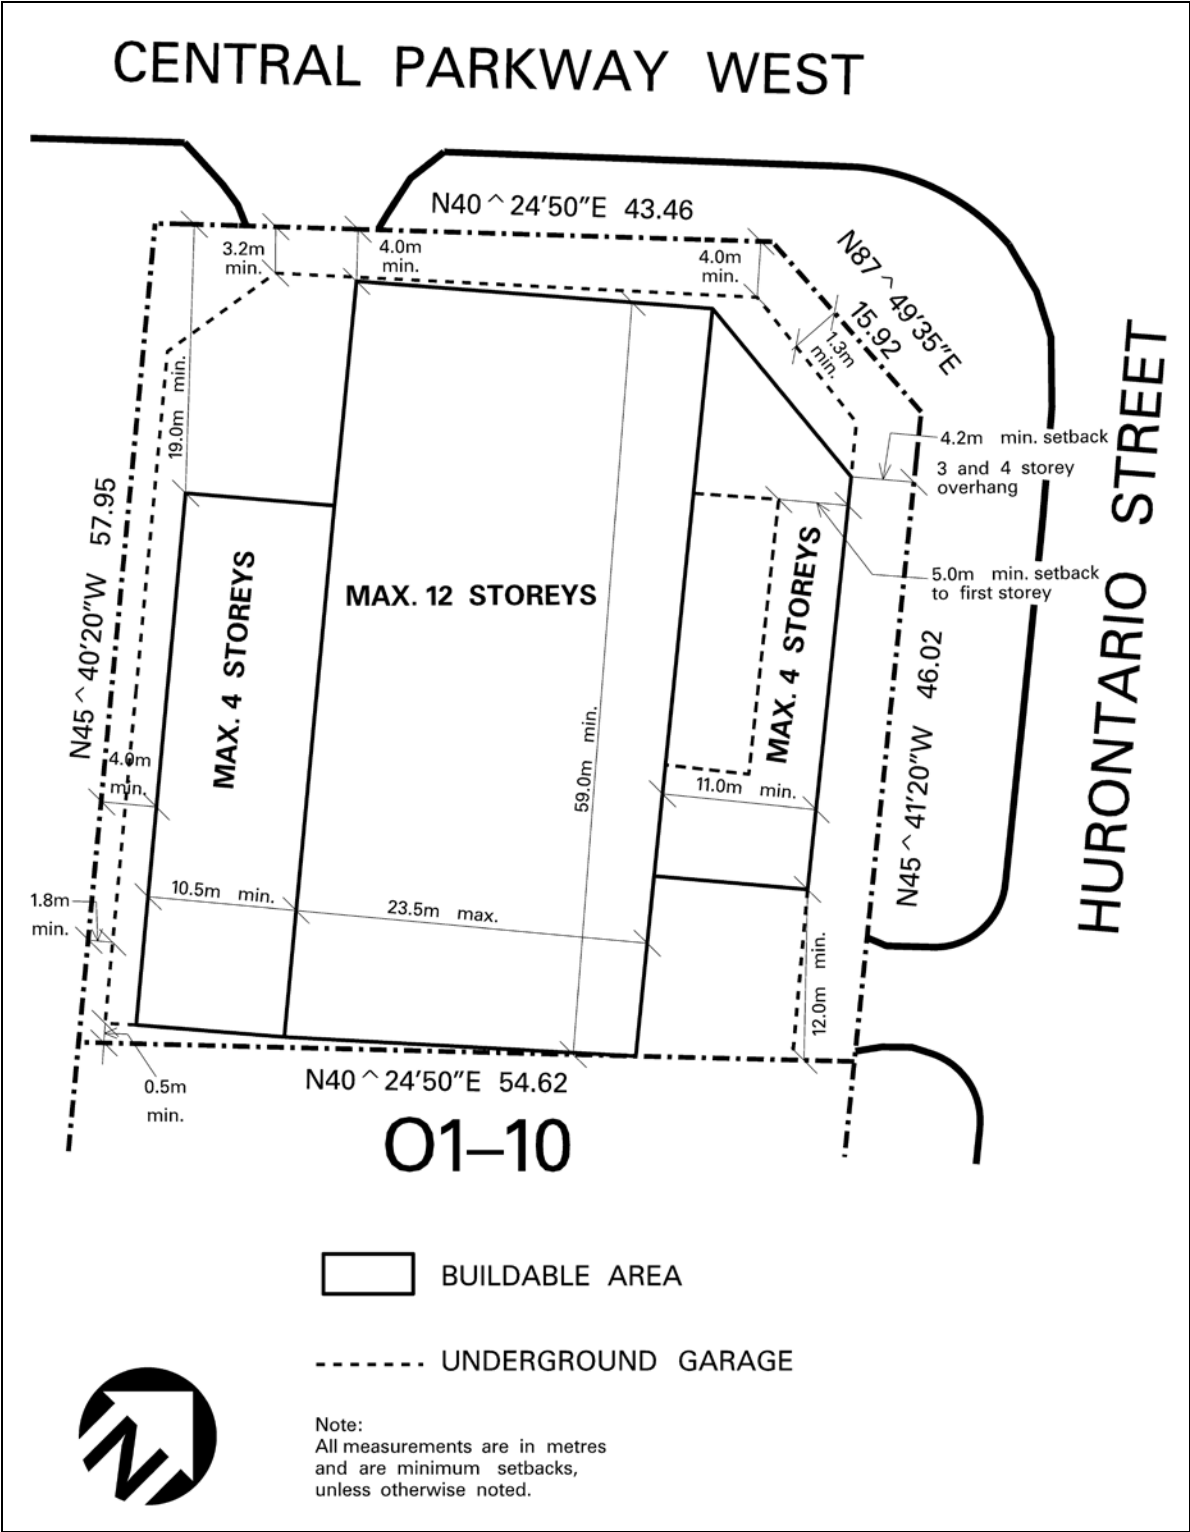 CENTRAL PARKWAY WEST
N40^24'50"E 43.46
3.2m
min.
4.0m
min.
4.0m
min.
N87^49'35"E
15.92
1.3m
min.
19.0m min.
4.2m min. setback
3 and 4 storey
overhang
HURONTARIO STREET
N45^40'20"W 57.95
MAX. 4 STOREYS
MAX. 12 STOREYS
MAX. 4 STOREYS
5.0m min. setback
to first storey
N45^41'20"W 46.02
4.0m
min.
59.0m min.
11.0m min.
10.5m min.
23.5m max.
1.8m
min.
12.0m min.
0.5m
min.
N40^24'50"E 54.62
O1–10
BUILDABLE AREA
UNDERGROUND GARAGE
N
Note:
All measurements are in metres
and are minimum setbacks,
unless otherwise noted.